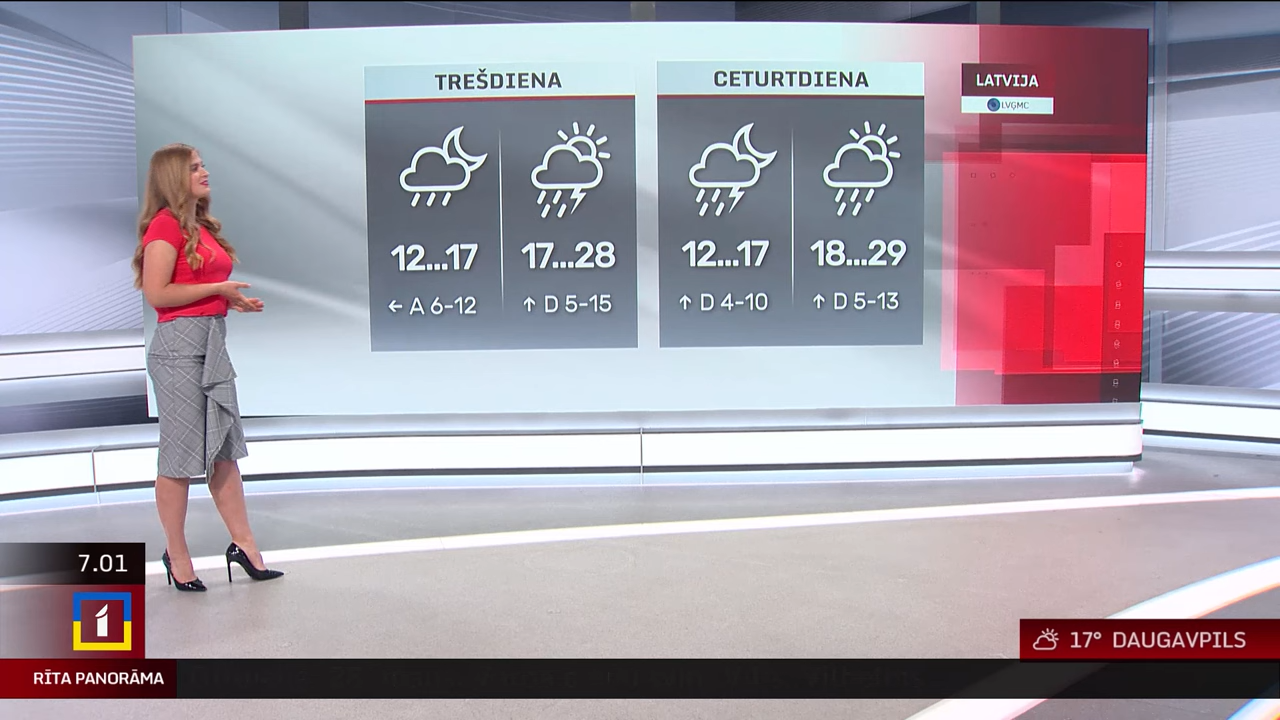 TREŠDIENA
12...17
17...28
← A 6-12
↑ D 5-15
CETURTDIENA
12...17
18...29
↑ D 4-10
↑ D 5-13
LATVIJA
LVĢMC
7.01
1
17° DAUGAVPILS
RĪTA PANORĀMA